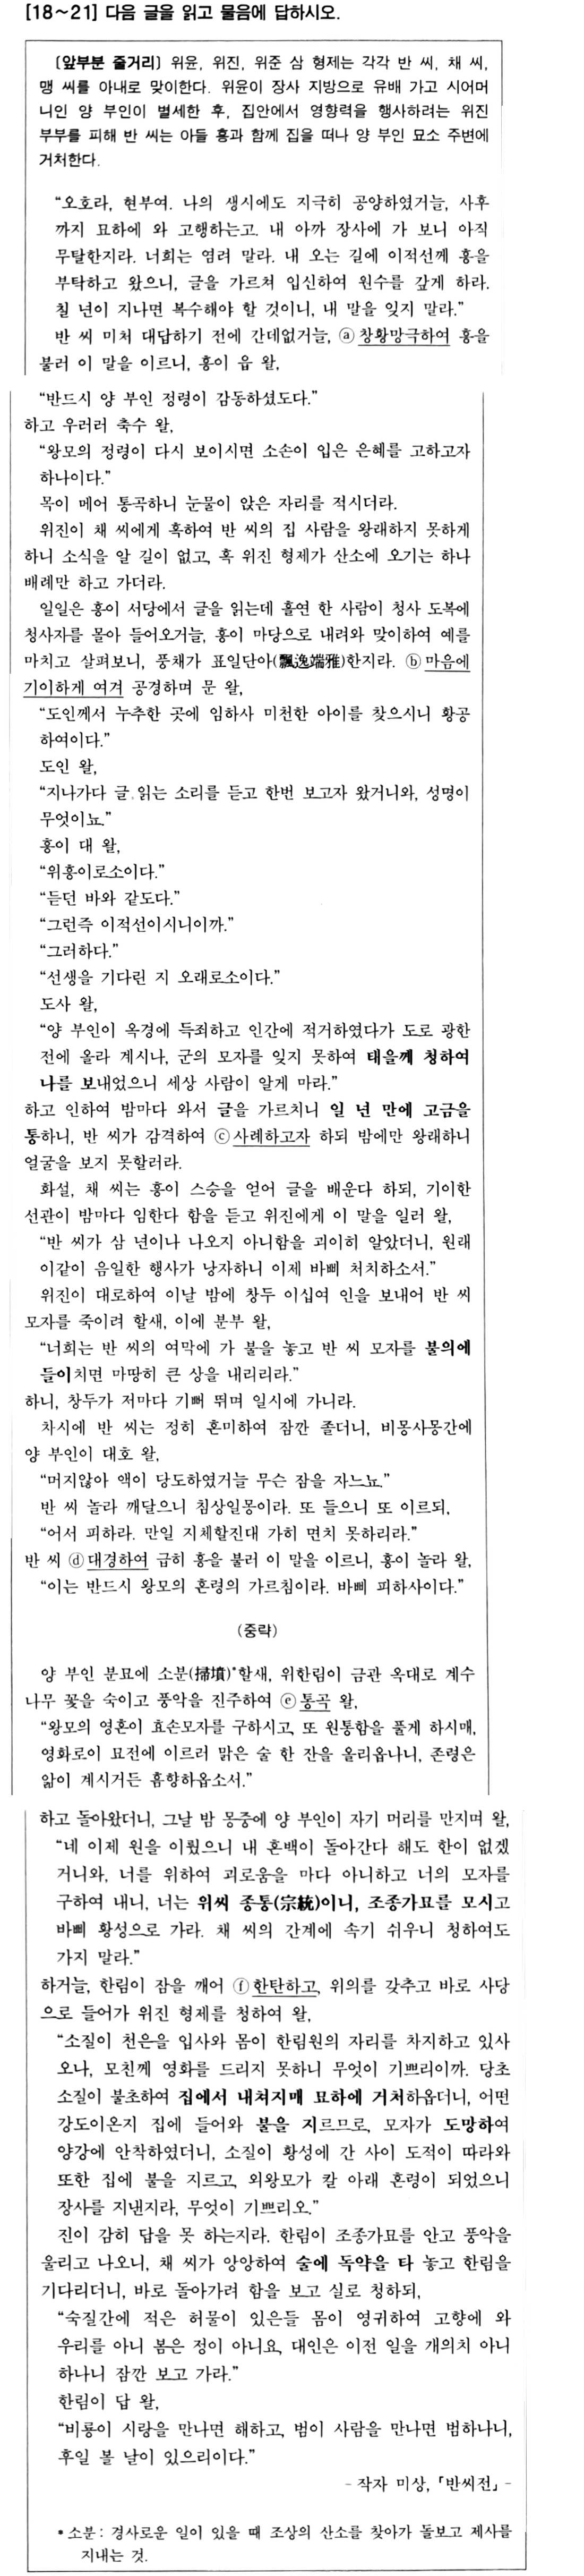 [18~21] 다음 글을 읽고 물음에 답하시오.
[앞부분 줄거리] 위윤, 위진, 위준 삼 형제는 각각 반 씨, 채 씨,
맹 씨를 아내로 맞이한다. 위윤이 장사 지방으로 유배 가고 시어머
니인 양 부인이 별세한 후, 집안에서 영향력을 행사하려는 위진
부부를 피해 반 씨는 아들 흥과 함께 집을 떠나 양 부인 묘소 주변에
거처한다.
“오호라, 현부여. 나의 생시에도 지극히 공양하였거늘, 사후
까지 묘하에 와 고행하는고. 내 아까 장사에 가 보니 아직
무탈한지라. 너희는 염려 말라. 내 오는 길에 이적선께 흥을
부탁하고 왔으니, 글을 가르쳐 입신하여 원수를 갚게 하라.
칠 년이 지나면 복수해야 할 것이니, 내 말을 잊지 말라.”
반 씨 미처 대답하기 전에 간데없거늘, ⓐ창황망극하여 흥을
불러 이 말을 이르니, 흥이 읍 왈,
“반드시 양 부인 정령이 감동하셨도다.”
하고 우러러 축수 왈,
“왕모의 정령이 다시 보이시면 소손이 입은 은혜를 고하고자
하나이다.”
목이 메어 통곡하니 눈물이 앉은 자리를 적시더라.
위진이 채 씨에게 혹하여 반 씨의 집 사람을 왕래하지 못하게
하니 소식을 알 길이 없고, 혹 위진 형제가 산소에 오기는 하나
배례만 하고 가더라.
일일은 흥이 서당에서 글을 읽는데 홀연 한 사람이 청사 도복에
청사자를 몰아 들어오거늘, 흥이 마당으로 내려와 맞이하여 예를
마치고 살펴보니, 풍채가 표일단아(飄逸端雅)한지라. ⓑ마음에
기이하게 여겨 공경하며 문 왈,
“도인께서 누추한 곳에 임하사 미천한 아이를 찾으시니 황공
하여이다.”
도인 왈,
“지나가다 글 읽는 소리를 듣고 한번 보고자 왔거니와, 성명이
무엇이뇨.”
흥이 대 왈,
“위흥이로소이다.”
“듣던 바와 같도다.”
“그런즉 이적선이시니이까.”
“그러하다.”
“선생을 기다린 지 오래로소이다.”
도사 왈,
“양 부인이 옥경에 득죄하고 인간에 적거하였다가 도로 광한
전에 올라 계시나, 군의 모자를 잊지 못하여 태을께 청하여
나를 보내었으니 세상 사람이 알게 마라.”
하고 인하여 밤마다 와서 글을 가르치니 일 년 만에 고금을
통하니, 반 씨가 감격하여 ⓒ사례하고자 하되 밤에만 왕래하니
얼굴을 보지 못할러라.
화설, 채 씨는 흥이 스승을 얻어 글을 배운다 하되, 기이한
선관이 밤마다 임한다 함을 듣고 위진에게 이 말을 일러 왈,
“반 씨가 삼 년이나 나오지 아니함을 괴이히 알았더니, 원래
이같이 음일한 행사가 낭자하니 이제 바삐 처치하소서.”
위진이 대로하여 이날 밤에 창두 이십여 인을 보내어 반 씨
모자를 죽이려 할새, 이에 분부 왈,
“너희는 반 씨의 여막에 가 불을 놓고 반 씨 모자를 불의에
들이치면 마땅히 큰 상을 내리리라.”
하니, 창두가 저마다 기뻐 뛰며 일시에 가니라.
차시에 반 씨는 정히 혼미하여 잠깐 졸더니, 비몽사몽간에
양 부인이 대호 왈,
“머지않아 액이 당도하였거늘 무슨 잠을 자느뇨.”
반 씨 놀라 깨달으니 침상일몽이라. 또 들으니 또 이르되,
“어서 피하라. 만일 지체할진대 가히 면치 못하리라.”
반 씨 ⓓ대경하여 급히 흥을 불러 이 말을 이르니, 흥이 놀라 왈,
“이는 반드시 왕모의 혼령의 가르침이라. 바삐 피하사이다.”
(중략)
양 부인 분묘에 소분(掃墳)*할새, 위한림이 금관 옥대로 계수
나무 꽃을 숙이고 풍악을 진주하여 ⓔ통곡 왈,
“왕모의 영혼이 효손모자를 구하시고, 또 원통함을 풀게 하시매,
영화로이 묘전에 이르러 맑은 술 한 잔을 올리옵나니, 존령은
앎이 계시거든 흠향하옵소서.”
하고 돌아왔더니, 그날 밤 몽중에 양 부인이 자기 머리를 만지며 왈,
“네 이제 원을 이뤘으니 내 혼백이 돌아간다 해도 한이 없겠
거니와, 너를 위하여 괴로움을 마다 아니하고 너의 모자를
구하여 내니, 너는 위씨 종통(宗統)이니, 조종가묘를 모시고
바삐 황성으로 가라. 채 씨의 간계에 속기 쉬우니 청하여도
가지 말라.”
하거늘, 한림이 잠을 깨어 ⓕ한탄하고, 위의를 갖추고 바로 사당
으로 들어가 위진 형제를 청하여 왈,
“소질이 천은을 입사와 몸이 한림원의 자리를 차지하고 있사
오나, 모친께 영화를 드리지 못하니 무엇이 기쁘리이까. 당초
소질이 불초하여 집에서 내쳐지매 묘하에 거처하옵더니, 어떤
강도이온지 집에 들어와 불을 지르므로, 모자가 도망하여
양강에 안착하였더니, 소질이 황성에 간 사이 도적이 따라와
또한 집에 불을 지르고, 외왕모가 칼 아래 혼령이 되었으니
장사를 지낸지라, 무엇이 기쁘리오.”
진이 감히 답을 못 하는지라. 한림이 조종가묘를 안고 풍악을
울리고 나오니, 채 씨가 앙앙하여 술에 독약을 타 놓고 한림을
기다리더니, 바로 돌아가려 함을 보고 실로 청하되,
“숙질간에 적은 허물이 있은들 몸이 영귀하여 고향에 와
우리를 아니 봄은 정이 아니요, 대인은 이전 일을 개의치 아니
하나니 잠깐 보고 가라.”
한림이 답 왈,
“비룡이 시랑을 만나면 해하고, 범이 사람을 만나면 범하나니,
후일 볼 날이 있으리이다.”
- 작자 미상, 「반씨전」 -
* 소분: 경사로운 일이 있을 때 조상의 산소를 찾아가 돌보고 제사를
지내는 것.